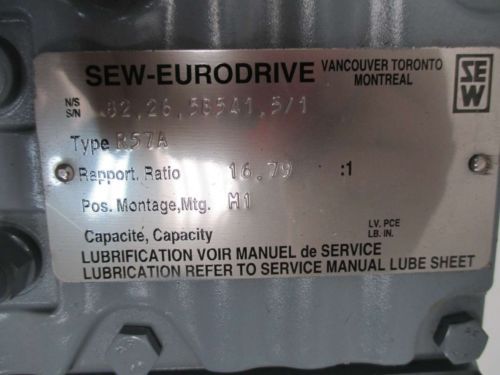 SEW-EURODRIVE VANCOUVER TORONTO MONTREAL
SEW
N/S
S/N .82.26.58541.5/1
Type R57A
Rapport. Ratio 16.79 :1
Pos. Montage,Mtg. M1
Capacité, Capacity LV. PCE
LB. IN.
LUBRIFICATION VOIR MANUEL de SERVICE
LUBRICATION REFER TO SERVICE MANUAL LUBE SHEET